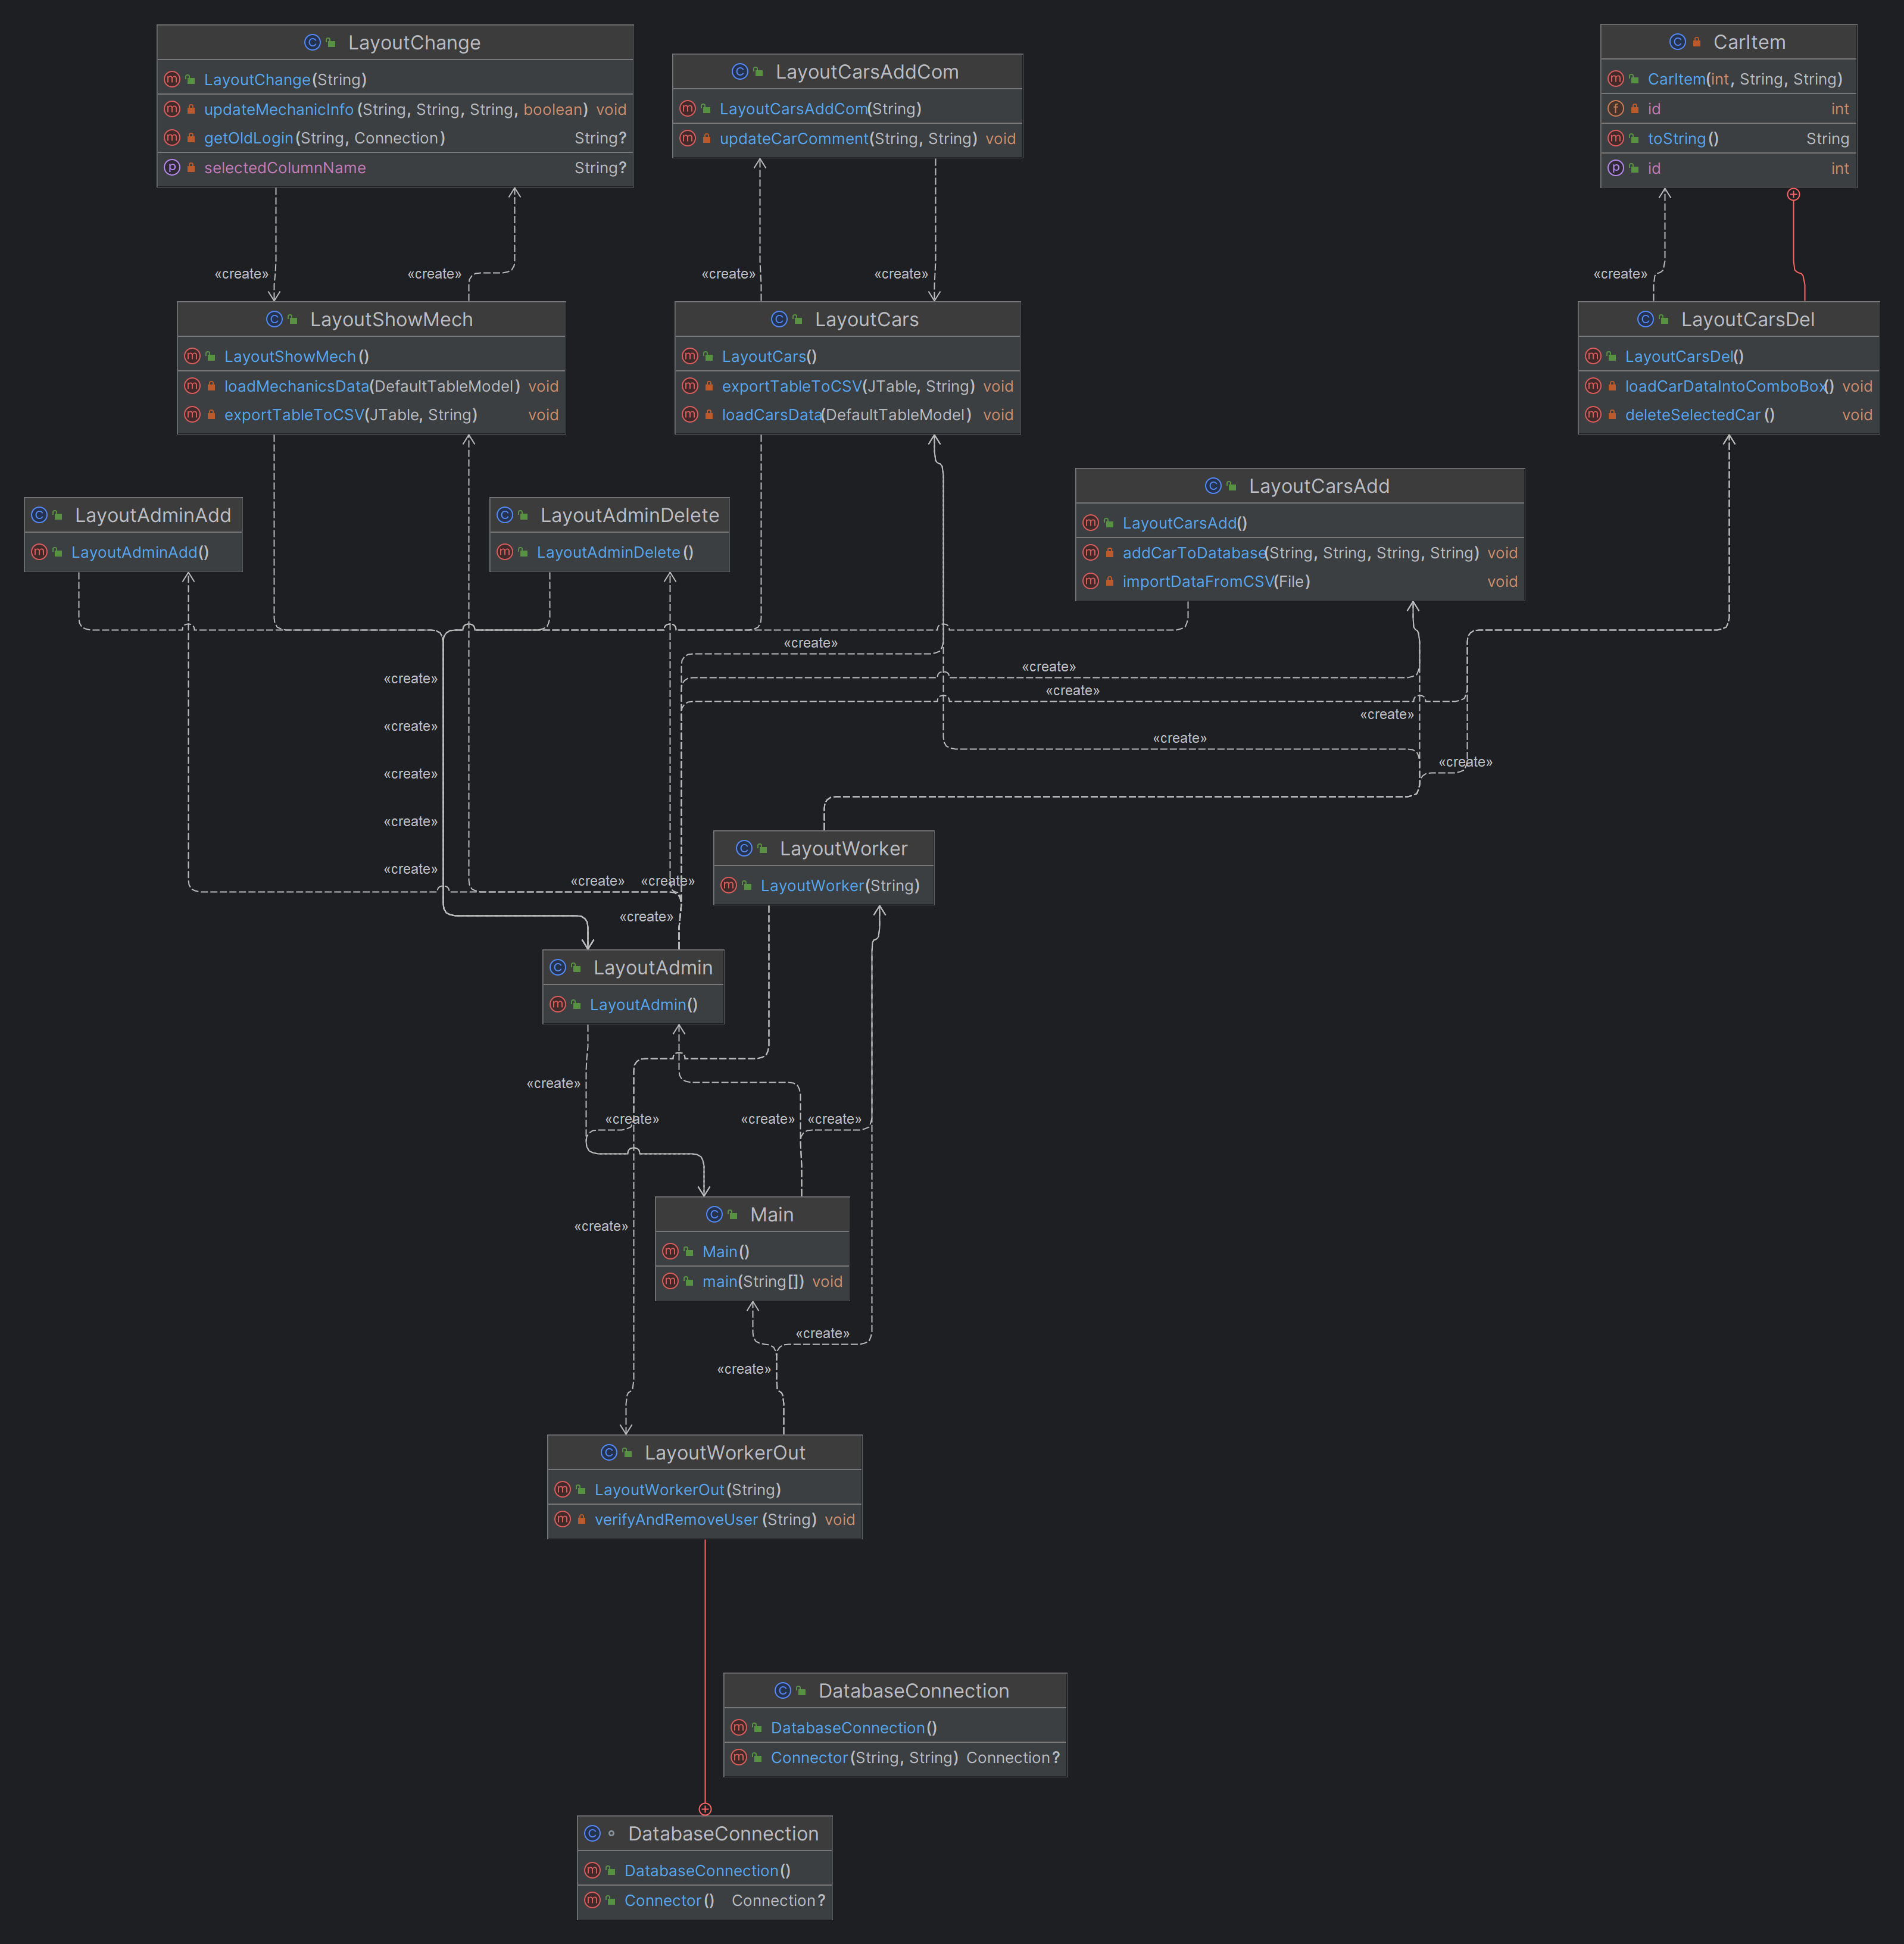 LayoutChange
LayoutChange(String)
updateMechanicInfo(String, String, String, boolean) void
getOldLogin(String, Connection) String?
selectedColumnName String?
LayoutCarsAddCom
LayoutCarsAddCom(String)
updateCarComment(String, String) void
CarItem
CarItem(int, String, String)
id int
toString() String
id int
«create»
«create»
«create»
«create»
«create»
LayoutShowMech
LayoutShowMech()
loadMechanicsData(DefaultTableModel) void
exportTableToCSV(JTable, String) void
LayoutCars
LayoutCars()
exportTableToCSV(JTable, String) void
loadCarsData(DefaultTableModel) void
LayoutCarsDel
LayoutCarsDel()
loadCarDataIntoComboBox() void
deleteSelectedCar() void
LayoutAdminAdd
LayoutAdminAdd()
LayoutAdminDelete
LayoutAdminDelete()
LayoutCarsAdd
LayoutCarsAdd()
addCarToDatabase(String, String, String, String) void
importDataFromCSV(File) void
«create»
«create»
«create»
«create»
«create»
«create»
«create»
«create»
«create»
«create»
«create»
LayoutWorker
LayoutWorker(String)
«create»
«create»
«create»
LayoutAdmin
LayoutAdmin()
«create»
«create»
«create»
«create»
Main
Main()
main(String[]) void
«create»
«create»
«create»
LayoutWorkerOut
LayoutWorkerOut(String)
verifyAndRemoveUser(String) void
DatabaseConnection
DatabaseConnection()
Connector(String, String) Connection?
DatabaseConnection
DatabaseConnection()
Connector() Connection?